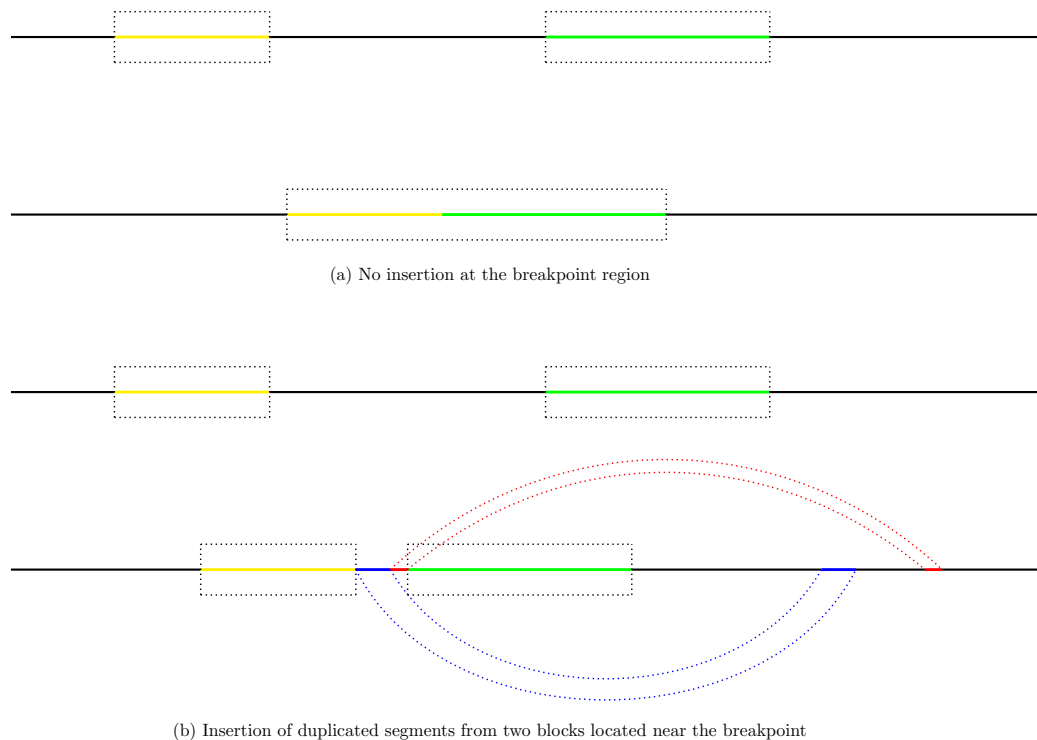 (a) No insertion at the breakpoint region
(b) Insertion of duplicated segments from two blocks located near the breakpoint